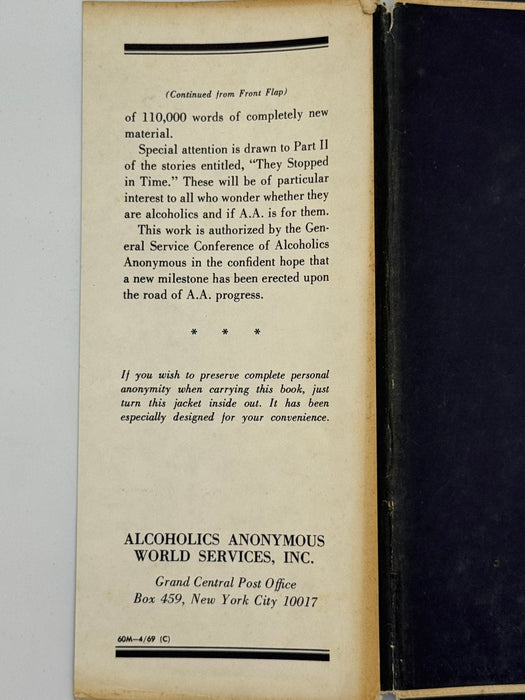 (Continued from Front Flap)
of 110,000 words of completely new
material.
Special attention is drawn to Part II
of the stories entitled, “They Stopped
in Time.” These will be of particular
interest to all who wonder whether they
are alcoholics and if A.A. is for them.
This work is authorized by the Gen-
eral Service Conference of Alcoholics
Anonymous in the confident hope that
a new milestone has been erected upon
the road of A.A. progress.
* * *
If you wish to preserve complete personal
anonymity when carrying this book, just
turn this jacket inside out. It has been
especially designed for your convenience.
ALCOHOLICS ANONYMOUS
WORLD SERVICES, INC.
Grand Central Post Office
Box 459, New York City 10017
60M—4/69 (C)